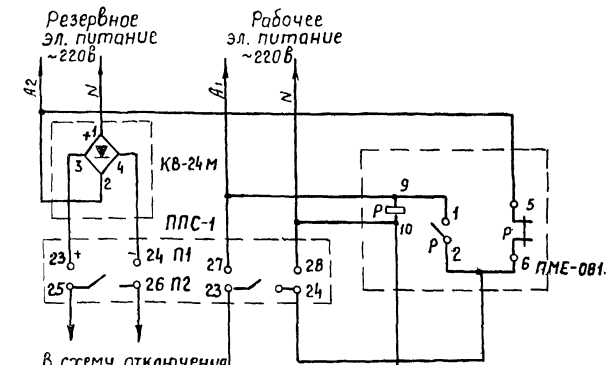 Резервное
эл. питание
~220в
Рабочее
эл. питание
~220в
А2
N
А1
N
+1
3
4
2
КВ-24М
ППС-1
9
Р
10
1
Р
2
5
Р
6
ПМЕ-081.
23 +
- 24 П1
27
28
25
26 П2
23
24
В схему отключения